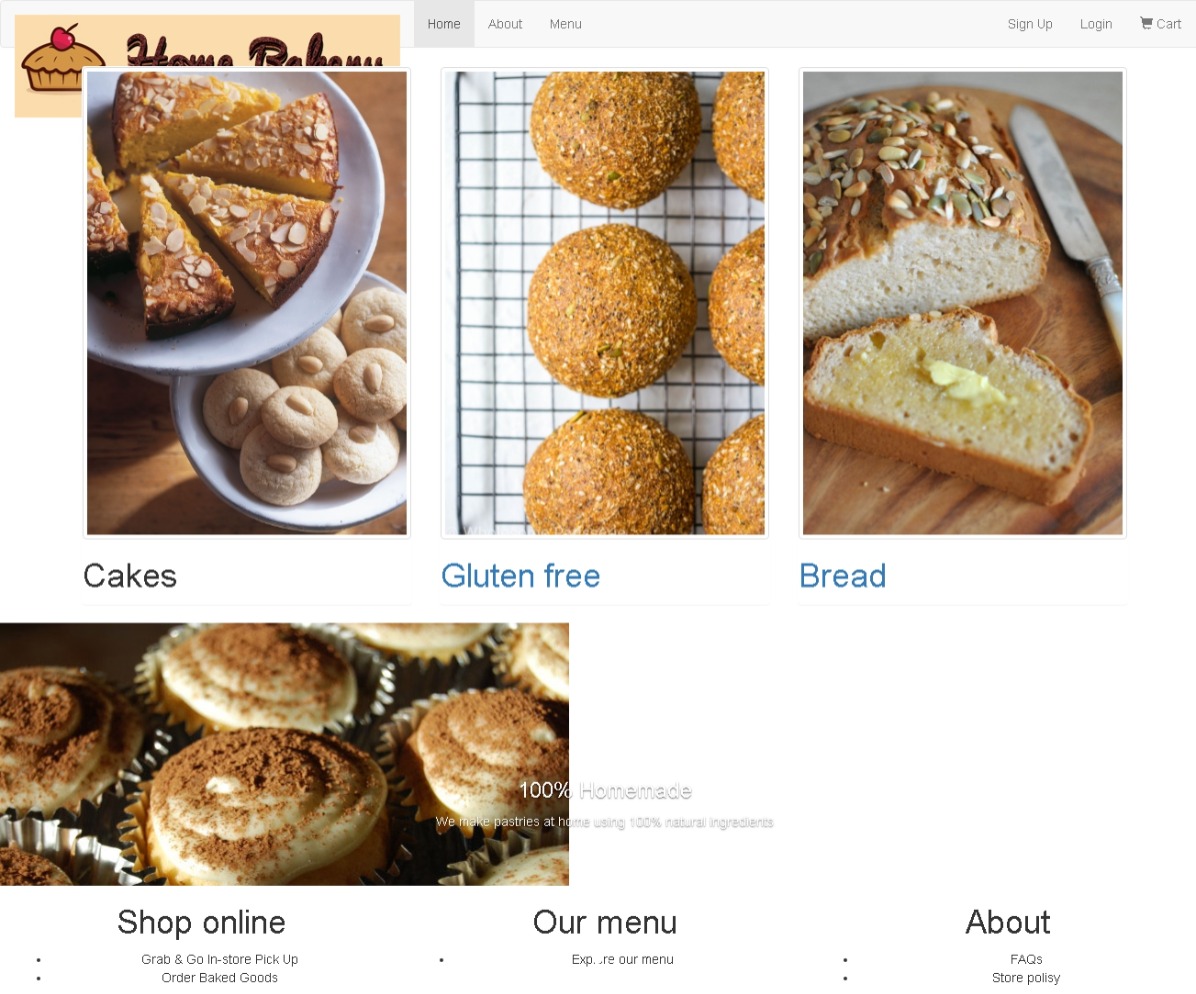 Home About Menu Sign Up Login Cart
Home Bakery
Cakes Gluten free Bread
100% Homemade
We make pastries at home using 100% natural ingredients
Shop online Our menu About
Grab & Go In-store Pick Up our menu FAQs
Order Baked Goods Store polisy